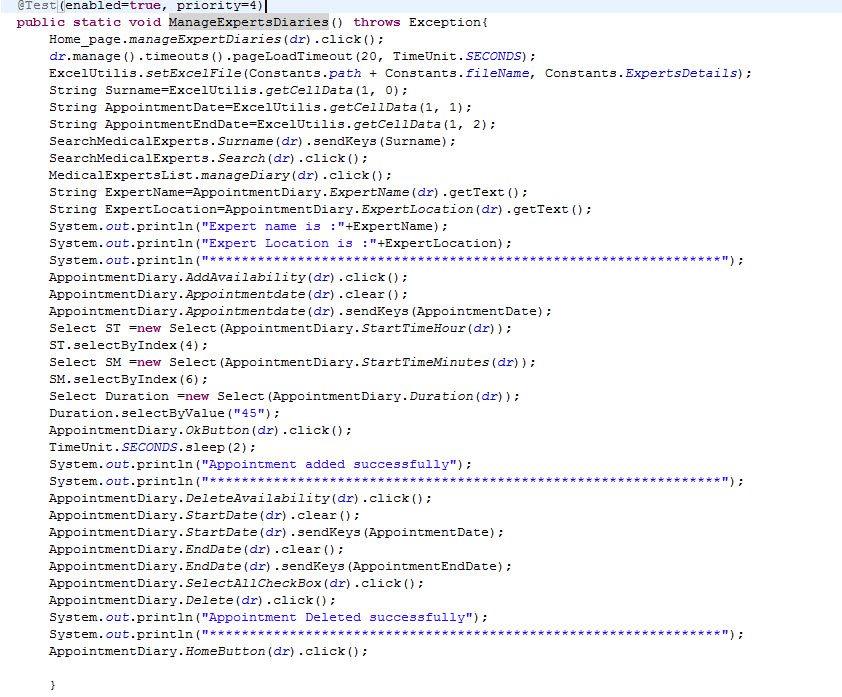 @Test(enabled=true, priority=4)
public static void ManageExpertsDiaries() throws Exception{
Home_page.manageExpertDiaries(dr).click();
dr.manage().timeouts().pageLoadTimeout(20, TimeUnit.SECONDS);
ExcelUtilis.setExcelFile(Constants.path + Constants.fileName, Constants.ExpertsDetails);
String Surname=ExcelUtilis.getCellData(1, 0);
String AppointmentDate=ExcelUtilis.getCellData(1, 1);
String AppointmentEndDate=ExcelUtilis.getCellData(1, 2);
SearchMedicalExperts.Surname(dr).sendKeys(Surname);
SearchMedicalExperts.Search(dr).click();
MedicalExpertsList.manageDiary(dr).click();
String ExpertName=AppointmentDiary.ExpertName(dr).getText();
String ExpertLocation=AppointmentDiary.ExpertLocation(dr).getText();
System.out.println("Expert name is :"+ExpertName);
System.out.println("Expert Location is :"+ExpertLocation);
System.out.println("****************************************************************");
AppointmentDiary.AddAvailability(dr).click();
AppointmentDiary.Appointmentdate(dr).clear();
AppointmentDiary.Appointmentdate(dr).sendKeys(AppointmentDate);
Select ST =new Select(AppointmentDiary.StartTimeHour(dr));
ST.selectByIndex(4);
Select SM =new Select(AppointmentDiary.StartTimeMinutes(dr));
SM.selectByIndex(6);
Select Duration =new Select(AppointmentDiary.Duration(dr));
Duration.selectByValue("45");
AppointmentDiary.OkButton(dr).click();
TimeUnit.SECONDS.sleep(2);
System.out.println("Appointment added successfully");
System.out.println("****************************************************************");
AppointmentDiary.DeleteAvailability(dr).click();
AppointmentDiary.StartDate(dr).clear();
AppointmentDiary.StartDate(dr).sendKeys(AppointmentDate);
AppointmentDiary.EndDate(dr).clear();
AppointmentDiary.EndDate(dr).sendKeys(AppointmentEndDate);
AppointmentDiary.SelectAllCheckBox(dr).click();
AppointmentDiary.Delete(dr).click();
System.out.println("Appointment Deleted successfully");
System.out.println("****************************************************************");
AppointmentDiary.HomeButton(dr).click();
}